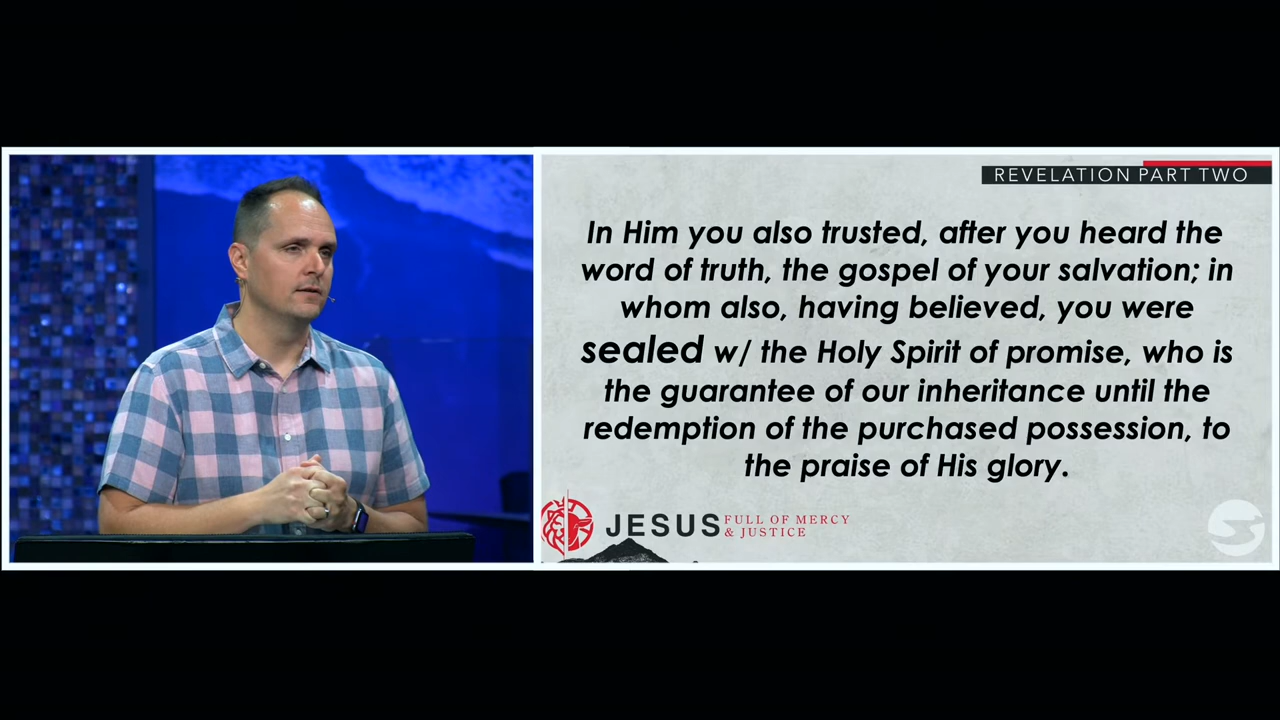 REVELATION PART TWO
In Him you also trusted, after you heard the
word of truth, the gospel of your salvation; in
whom also, having believed, you were
sealed w/ the Holy Spirit of promise, who is
the guarantee of our inheritance until the
redemption of the purchased possession, to
the praise of His glory.
JESUS FULL OF MERCY
& JUSTICE